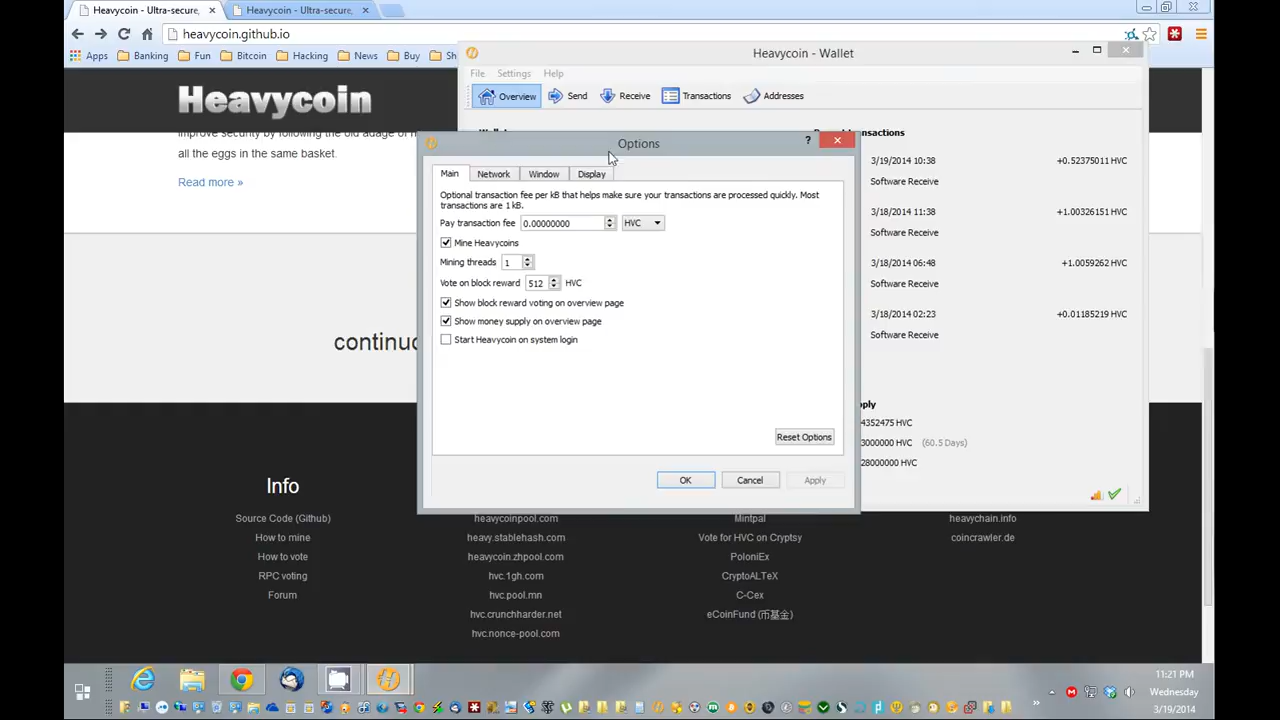 Heavycoin - Ultra-secure,
Heavycoin - Ultra-secure,
heavycoin.github.io
Apps
Banking
Fun
Hacking
News
Buy
Sh
Heavycoin - Wallet
File Settings Help
Overview
Send
Receive
Transactions
Addresses
Heavycoin
all the eggs in the same basket.
Read more »
continuo
Options
?
Main
Network
Window
Display
Optional transaction fee per kB that helps make sure your transactions are processed quickly. Most
transactions are 1 kB.
Pay transaction fee 0.00000000 HVC
Mine Heavycoins
Mining threads 1
Vote on block reward 512 HVC
Show block reward voting on overview page
Show money supply on overview page
Start Heavycoin on system login
Reset Options
OK
Cancel
Apply
transactions
3/19/2014 10:38 +0.52375011 HVC
Software Receive
3/18/2014 11:38 +1.00326151 HVC
Software Receive
3/18/2014 06:48 +1.0059262 HVC
Software Receive
3/18/2014 02:23 +0.01185219 HVC
Software Receive
pply
4352475 HVC
3000000 HVC (60.5 Days)
28000000 HVC
Info
Source Code (Github)
How to mine
How to vote
RPC voting
Forum
heavycoinpool.com
heavy.stablehash.com
heavycoin.zhpool.com
hvc.1gh.com
hvc.pool.mn
hvc.crunchharder.net
hvc.nonce-pool.com
Mintpal
Vote for HVC on Cryptsy
PoloniEx
CryptoALTeX
C-Cex
eCoinFund (币基金)
heavychain.info
coincrawler.de
11:21 PM
Wednesday
3/19/2014